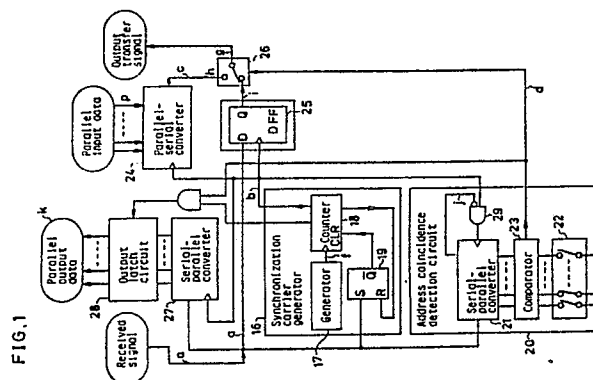 FIG.1
Received signal
a
Parallel output data
k
Output latch circuit
28
Serial-parallel converter
27
Parallel input data
p
Parallel-serial converter
24
Output transfer signal
g
c
h
26
i
D Q
DFF
25
a
b
Synchronization carrier generator
16
Generator
17
Counter
CLR
18
S Q
R
19
d
Address coincidence detection circuit
20
j
29
Serial-parallel converter
21
Comparator
23
22